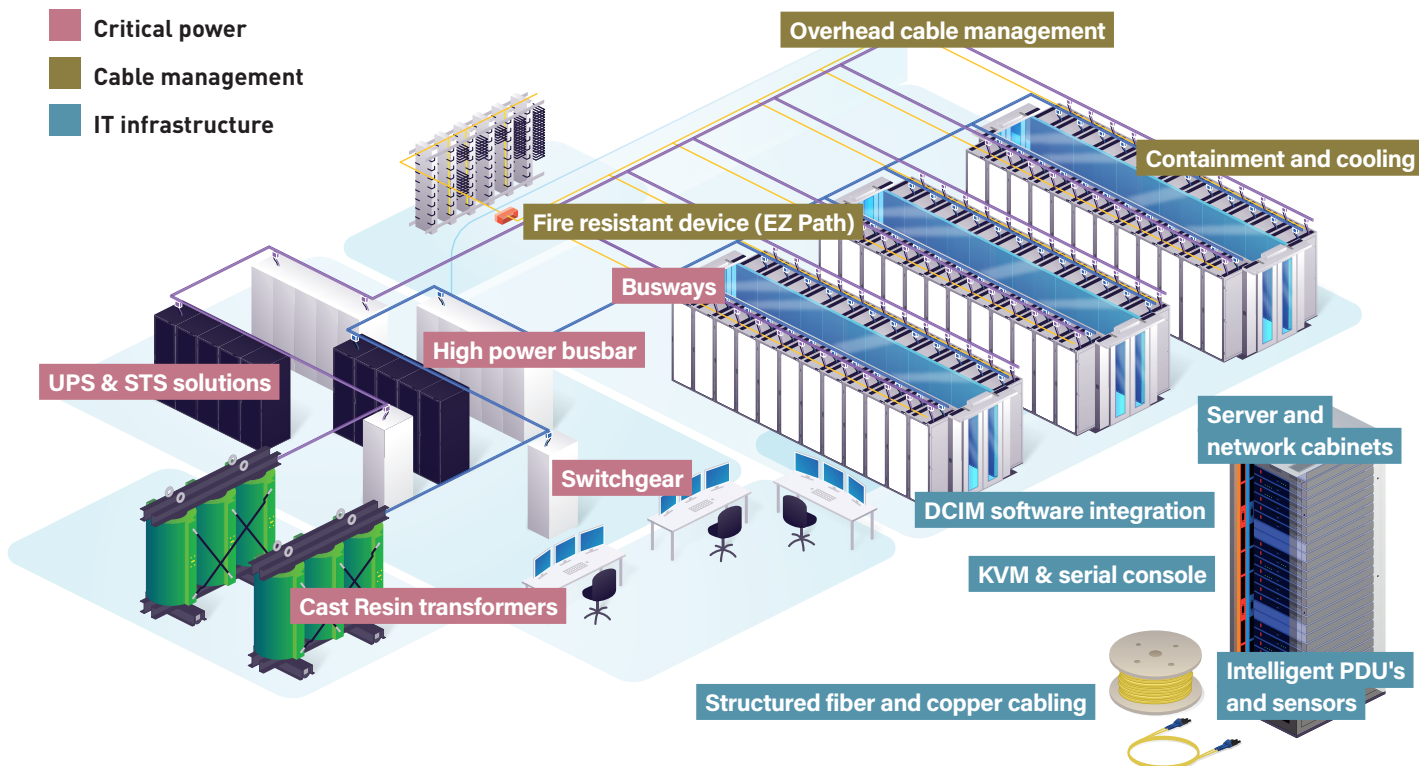 Critical power
Cable management
IT infrastructure
Overhead cable management
Containment and cooling
Fire resistant device (EZ Path)
Busways
High power busbar
UPS & STS solutions
Server and
network cabinets
Switchgear
DCIM software integration
KVM & serial console
Cast Resin transformers
Intelligent PDU's
and sensors
Structured fiber and copper cabling